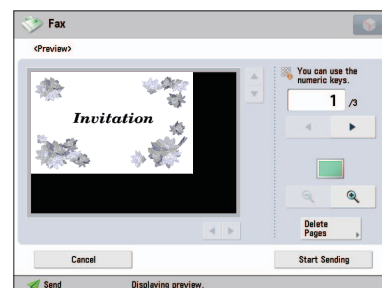 Fax
<Preview>
Invitation
You can use the
numeric keys.
1 /3
Delete
Pages
Cancel
Start Sending
Send
Displaying preview.